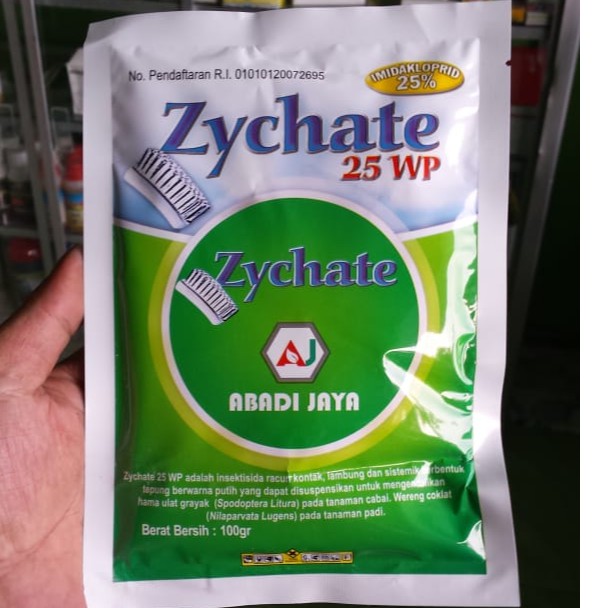 No. Pendaftaran R.I. 01010120072695
IMIDAKLOPRID
25%
Zychate
25 WP
Zychate
AJ
ABADI JAYA
Zychate 25 WP adalah insektisida racun kontak, lambung dan sistemik berbentuk
tepung berwarna putih yang dapat disuspensikan untuk mengendalikan
hama ulat grayak (Spodoptera Litura) pada tanaman cabai. Wereng coklat
(Nilaparvata Lugens) pada tanaman padi.
Berat Bersih : 100gr